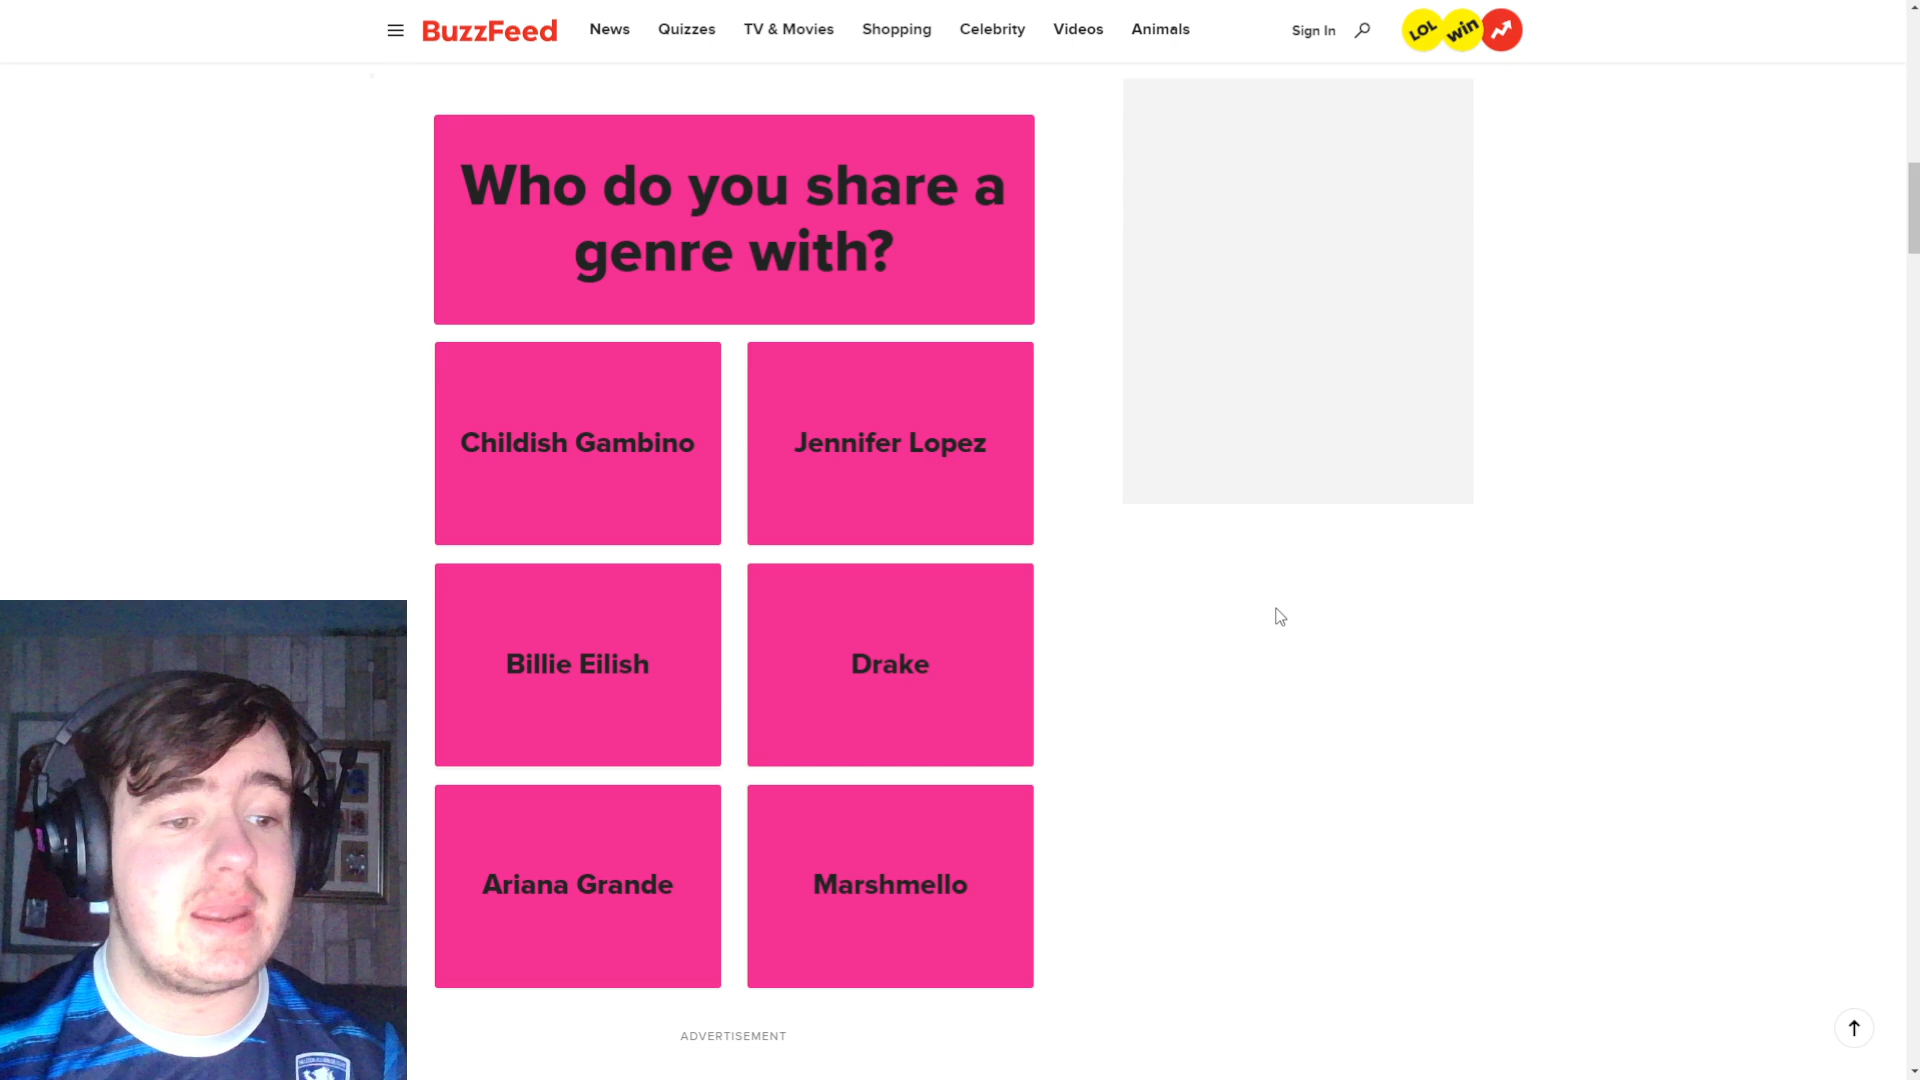 BuzzFeed
News
Quizzes
TV & Movies
Shopping
Celebrity
Videos
Animals
Sign In
LOL
win
Who do you share a
genre with?
Childish Gambino
Jennifer Lopez
Billie Eilish
Drake
Ariana Grande
Marshmello
ADVERTISEMENT